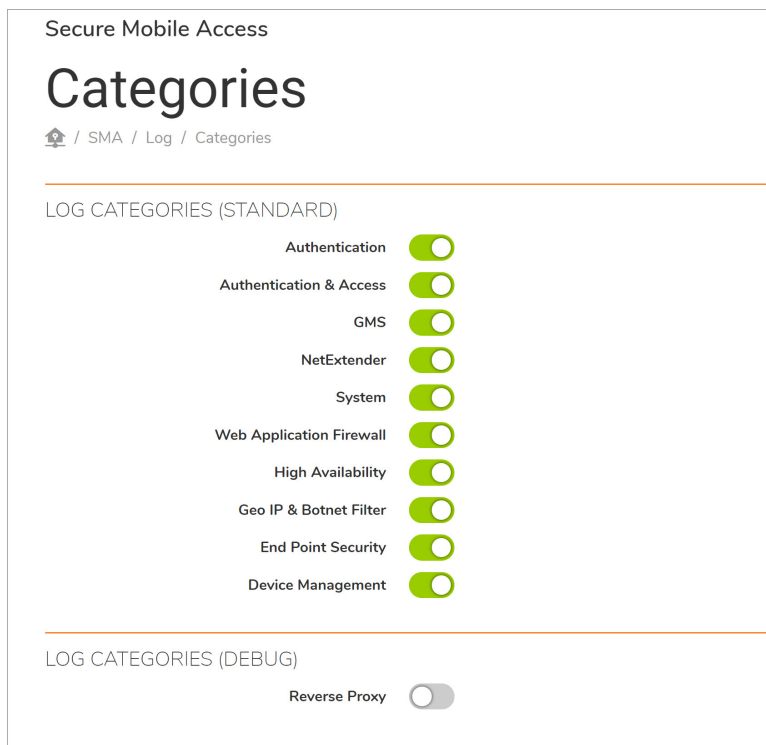 Secure Mobile Access
Categories
/ SMA / Log / Categories
LOG CATEGORIES (STANDARD)
Authentication
Authentication & Access
GMS
NetExtender
System
Web Application Firewall
High Availability
Geo IP & Botnet Filter
End Point Security
Device Management
LOG CATEGORIES (DEBUG)
Reverse Proxy